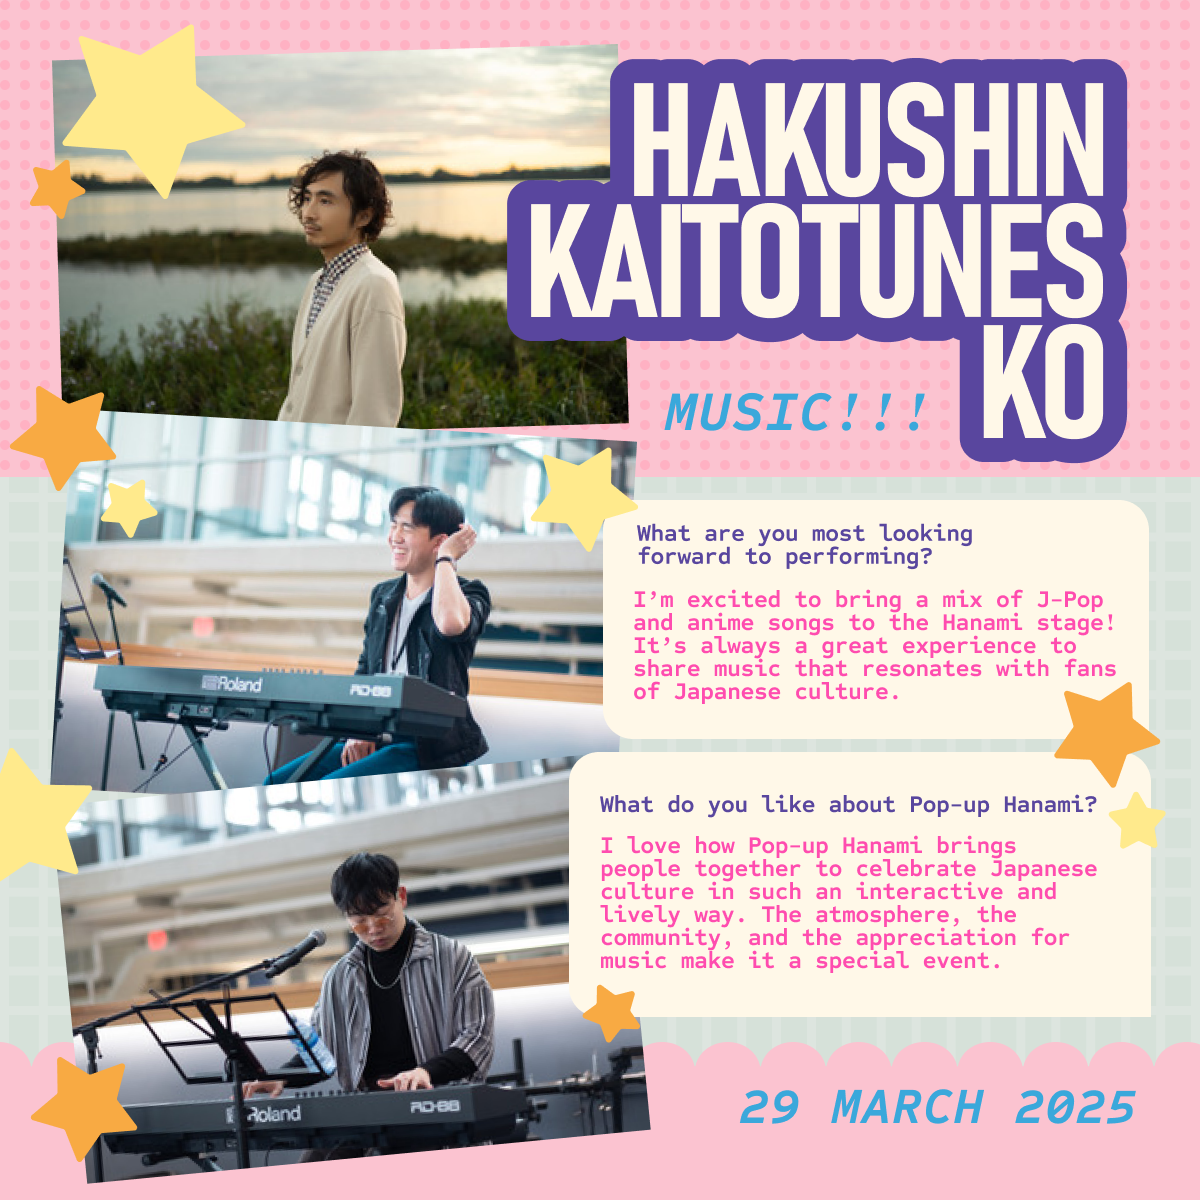 HAKUSHIN
KAITOTUNES
KO
MUSIC!!!
What are you most looking
forward to performing?
I’m excited to bring a mix of J-Pop
and anime songs to the Hanami stage!
It’s always a great experience to
share music that resonates with fans
of Japanese culture.
Roland
RD-88
What do you like about Pop-up Hanami?
I love how Pop-up Hanami brings
people together to celebrate Japanese
culture in such an interactive and
lively way. The atmosphere, the
community, and the appreciation for
music make it a special event.
Roland
RD-88
29 MARCH 2025